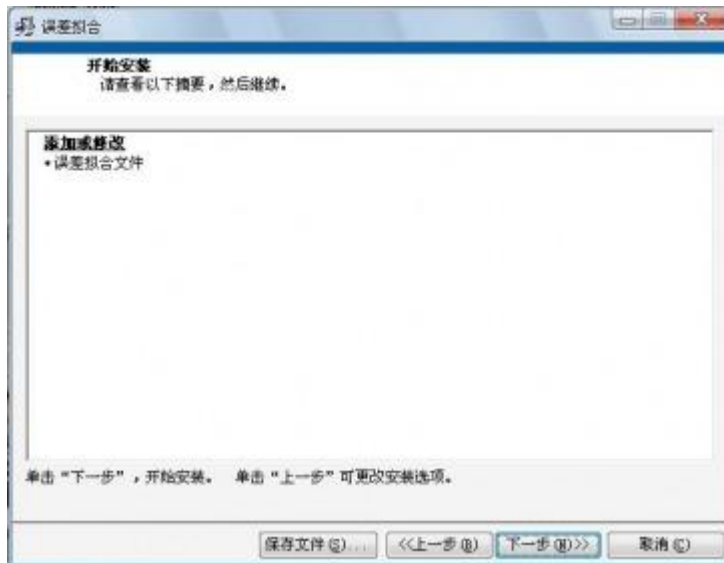 误差拟合
开始安装
请查看以下摘要，然后继续。
添加或修改
•误差拟合文件
单击“下一步”，开始安装。 单击“上一步”可更改安装选项。
保存文件(S)... <<上一步(B) 下一步(N)>> 取消(C)